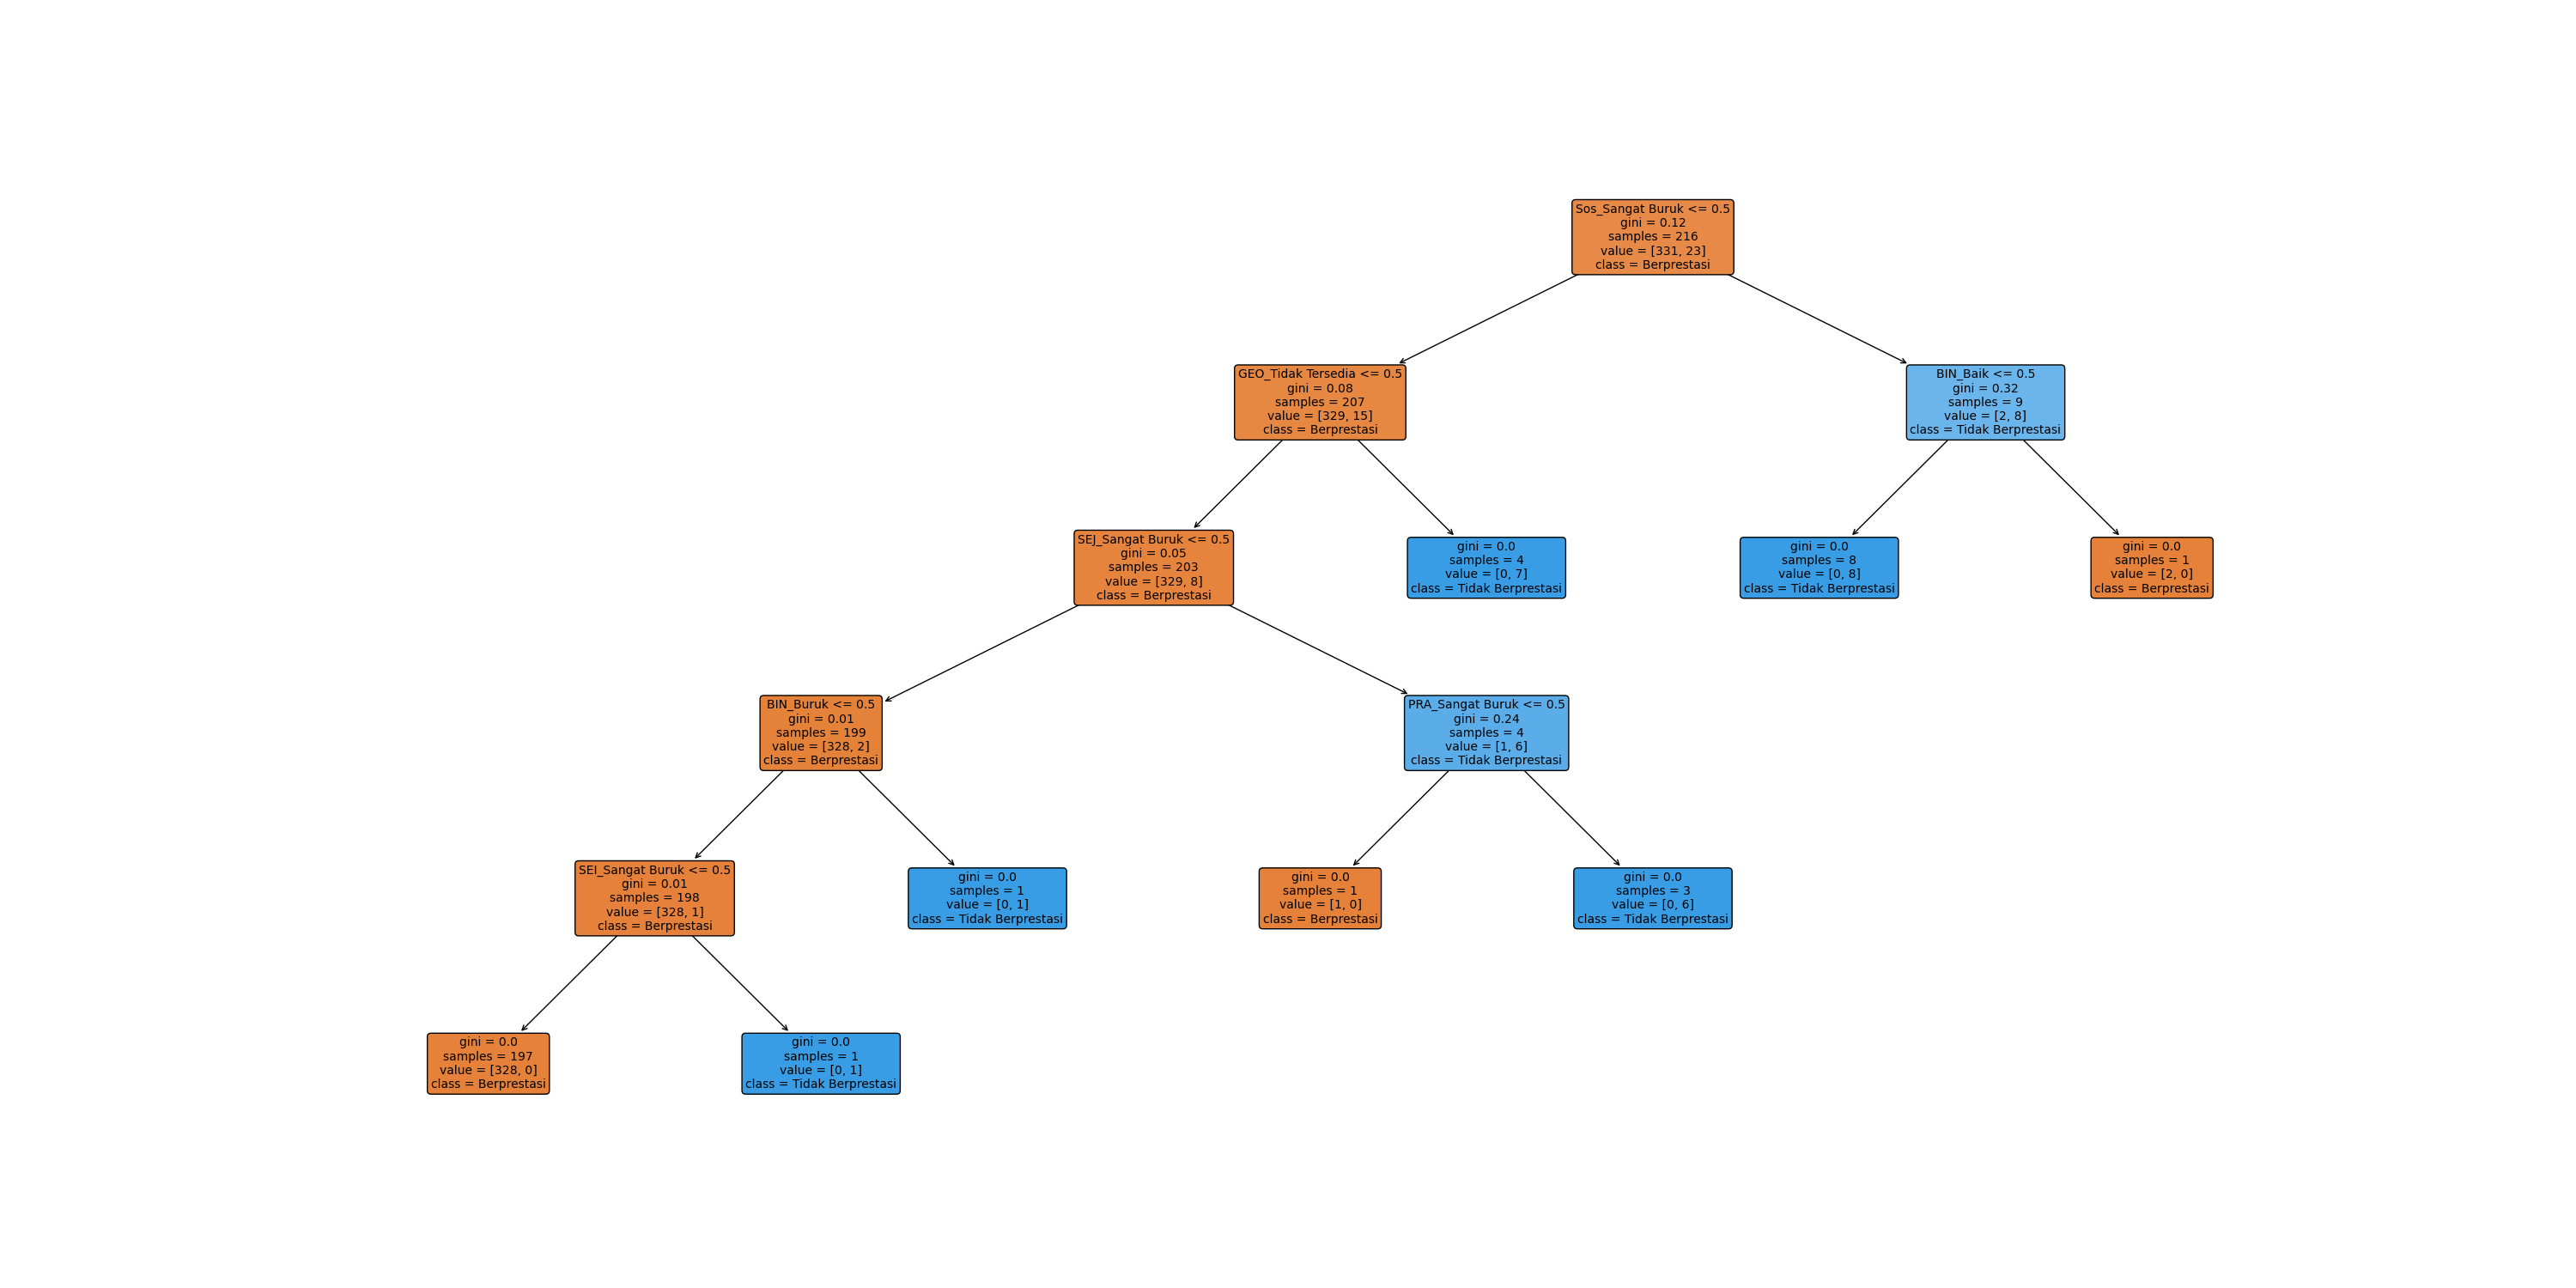 Sos_Sangat Buruk <= 0.5
gini = 0.12
samples = 216
value = [331, 23]
class = Berprestasi
GEO_Tidak Tersedia <= 0.5
gini = 0.08
samples = 207
value = [329, 15]
class = Berprestasi
BIN_Baik <= 0.5
gini = 0.32
samples = 9
value = [2, 8]
class = Tidak Berprestasi
SEJ_Sangat Buruk <= 0.5
gini = 0.05
samples = 203
value = [329, 8]
class = Berprestasi
gini = 0.0
samples = 4
value = [0, 7]
class = Tidak Berprestasi
gini = 0.0
samples = 8
value = [0, 8]
class = Tidak Berprestasi
gini = 0.0
samples = 1
value = [2, 0]
class = Berprestasi
BIN_Buruk <= 0.5
gini = 0.01
samples = 199
value = [328, 2]
class = Berprestasi
PRA_Sangat Buruk <= 0.5
gini = 0.24
samples = 4
value = [1, 6]
class = Tidak Berprestasi
SEI_Sangat Buruk <= 0.5
gini = 0.01
samples = 198
value = [328, 1]
class = Berprestasi
gini = 0.0
samples = 1
value = [0, 1]
class = Tidak Berprestasi
gini = 0.0
samples = 1
value = [1, 0]
class = Berprestasi
gini = 0.0
samples = 3
value = [0, 6]
class = Tidak Berprestasi
gini = 0.0
samples = 197
value = [328, 0]
class = Berprestasi
gini = 0.0
samples = 1
value = [0, 1]
class = Tidak Berprestasi